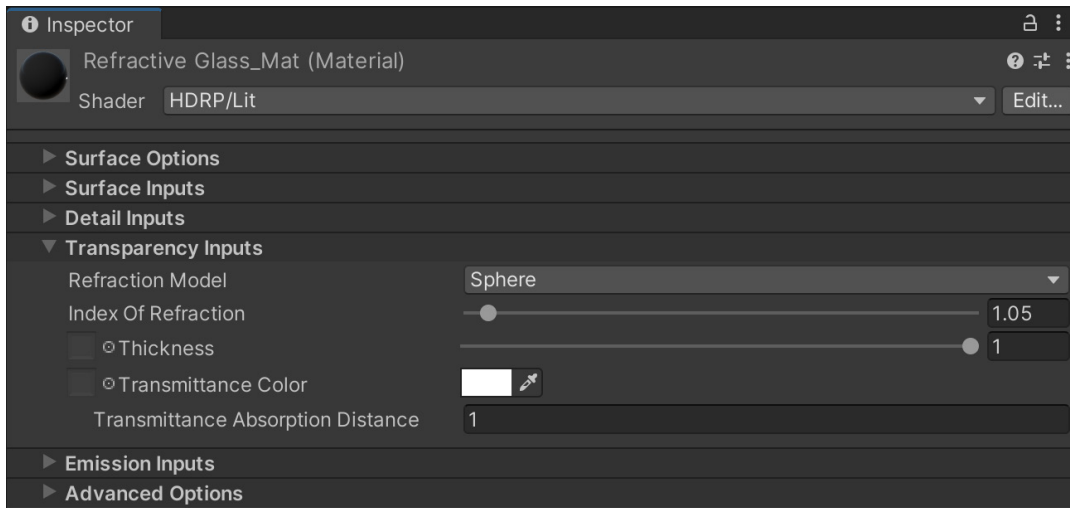 Inspector
Refractive Glass_Mat (Material)
Shader HDRP/Lit Edit...
Surface Options
Surface Inputs
Detail Inputs
Transparency Inputs
Refraction Model Sphere
Index Of Refraction 1.05
Thickness 1
Transmittance Color
Transmittance Absorption Distance 1
Emission Inputs
Advanced Options